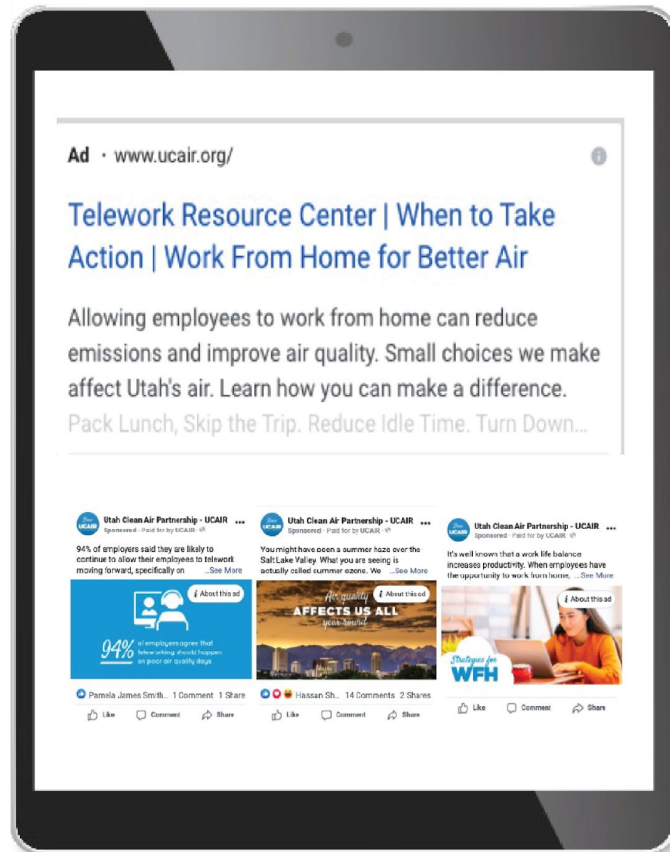 Ad · www.ucair.org/
Telework Resource Center | When to Take
Action | Work From Home for Better Air
Allowing employees to work from home can reduce
emissions and improve air quality. Small choices we make
affect Utah's air. Learn how you can make a difference.
Pack Lunch, Skip the Trip. Reduce Idle Time. Turn Down...
UCAIR
Utah Clean Air Partnership - UCAIR
Sponsored · Paid for by UCAIR
94% of employers said they are likely to
continue to allow their employees to telework
moving forward, specifically on ...See More
i About this ad
94% of employers agree that
teleworking should happen
on poor air quality days
Pamela James Smith... 1 Comment 1 Share
Like Comment Share
UCAIR
Utah Clean Air Partnership - UCAIR
Sponsored · Paid for by UCAIR
You might have seen a summer haze over the
Salt Lake Valley. What you are seeing is
actually called summer ozone. We ...See More
i About this ad
Air quality
AFFECTS US ALL
year round
Hassan Sh... 14 Comments 2 Shares
Like Comment Share
UCAIR
Utah Clean Air Partnership - UCAIR
Sponsored · Paid for by UCAIR
It's well known that a work life balance
increases productivity. When employees have
the opportunity to work from home, ...See More
i About this ad
Strategies for
WFH
Like Comment Share